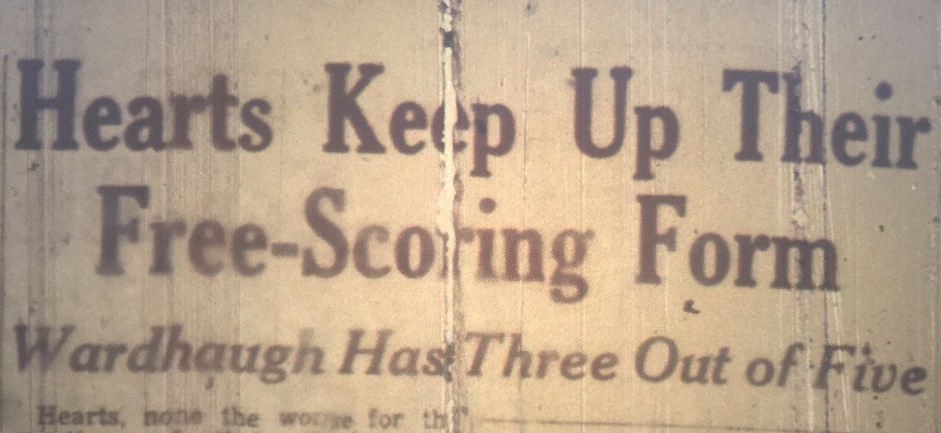 Hearts Keep Up Their
Free-Scoring Form
Wardhaugh Has Three Out of Five
Hearts, none the worse for